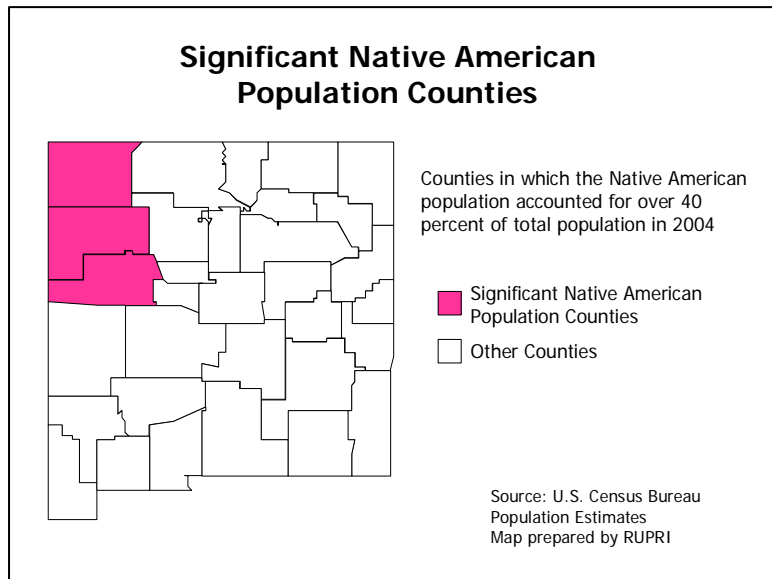 Significant Native American
Population Counties
Counties in which the Native American
population accounted for over 40
percent of total population in 2004
Significant Native American
Population Counties
Other Counties
Source: U.S. Census Bureau
Population Estimates
Map prepared by RUPRI